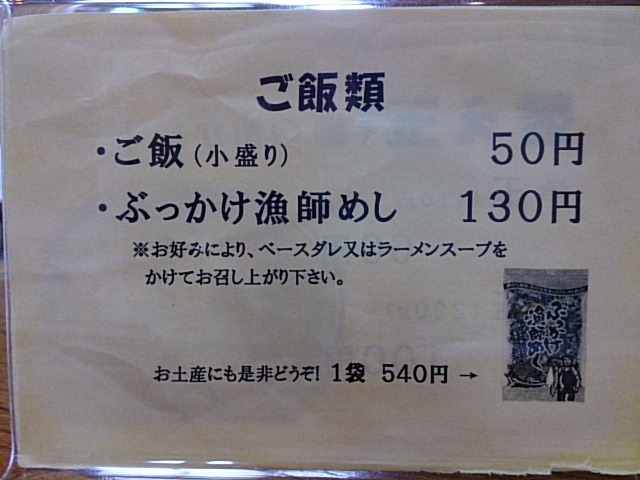 ご飯類
・ご飯(小盛り) 50円
・ぶっかけ漁師めし 130円
※お好みにより、ベースダレ又はラーメンスープを
かけてお召し上がり下さい。
ぶっかけ
漁師めし
お土産にも是非どうぞ! 1袋 540円 →